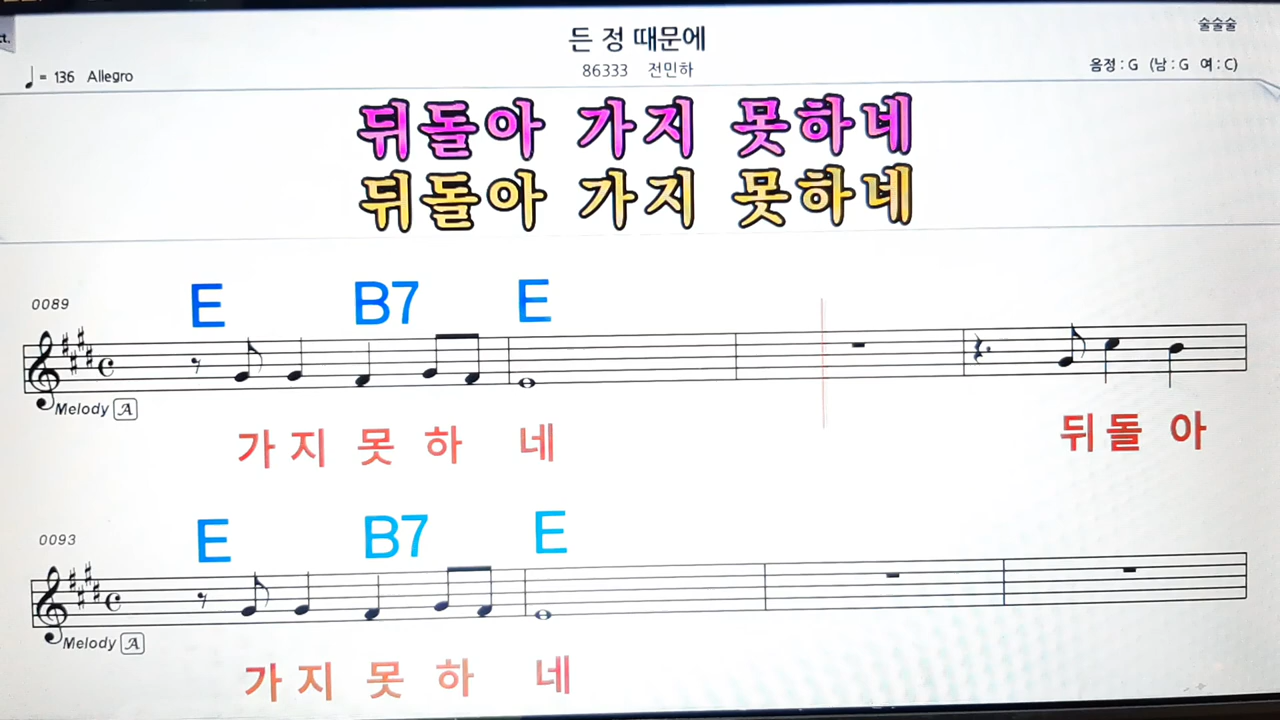 ct.
술술술
든 정 때문에
86333 전민하
= 136 Allegro
음정 : G (남 : G 여 : C)
뒤돌아 가지 못하네
뒤돌아 가지 못하네
0089
E B7 E
Melody A
가 지 못 하 네 뒤 돌 아
0093
E B7 E
Melody A
가 지 못 하 네